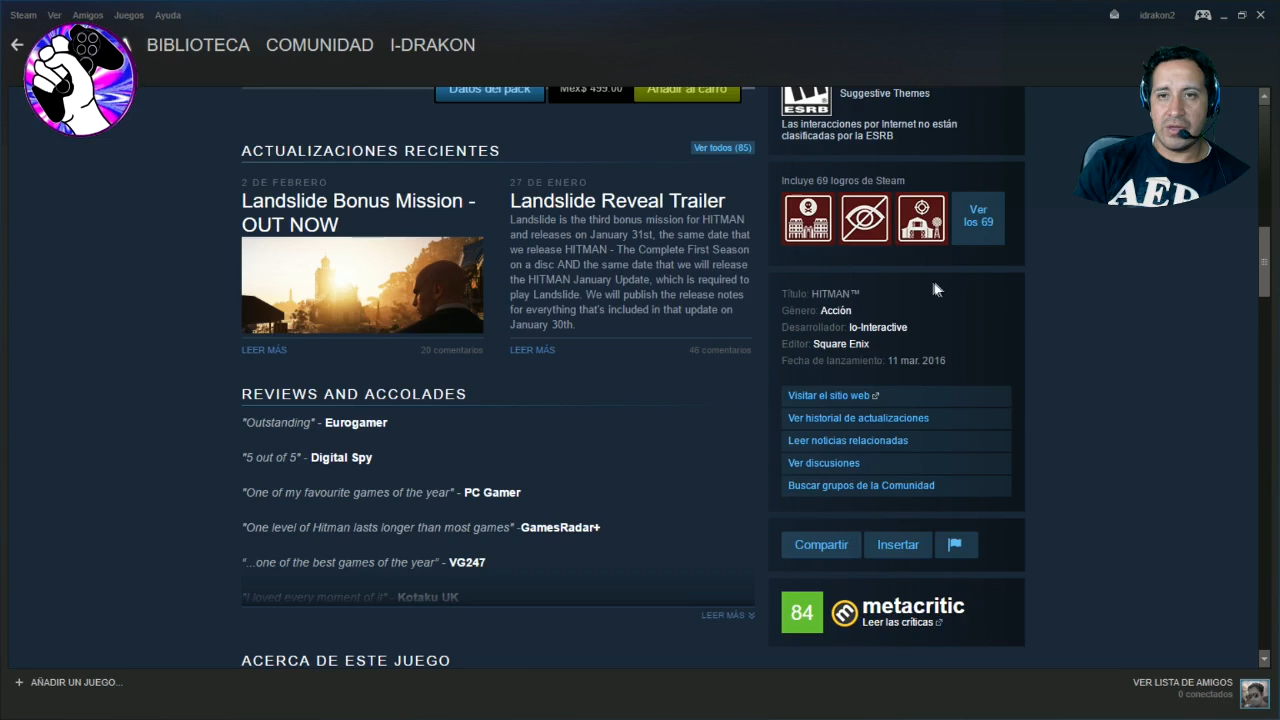 Steam Ver Amigos Juegos Ayuda
idrakon2
BIBLIOTECA COMUNIDAD I-DRAKON
Datos del pack Mex$ 499.00 Añadir al carro
ACTUALIZACIONES RECIENTES
Ver todos (85)
2 DE FEBRERO
Landslide Bonus Mission -
OUT NOW
LEER MÁS 20 comentarios
27 DE ENERO
Landslide Reveal Trailer
Landslide is the third bonus mission for HITMAN
and releases on January 31st, the same date that
we release HITMAN - The Complete First Season
on a disc AND the same date that we will release
the HITMAN January Update, which is required to
play Landslide. We will publish the release notes
for everything that's included in that update on
January 30th.
LEER MÁS 46 comentarios
REVIEWS AND ACCOLADES
"Outstanding" - Eurogamer
"5 out of 5" - Digital Spy
"One of my favourite games of the year" - PC Gamer
"One level of Hitman lasts longer than most games" -GamesRadar+
"...one of the best games of the year" - VG247
"I loved every moment of it" - Kotaku UK
LEER MÁS
ACERCA DE ESTE JUEGO
ESRB
Suggestive Themes
Las interacciones por Internet no están
clasificadas por la ESRB
Incluye 69 logros de Steam
Ver
los 69
Título: HITMAN™
Género: Acción
Desarrollador: Io-Interactive
Editor: Square Enix
Fecha de lanzamiento: 11 mar. 2016
Visitar el sitio web
Ver historial de actualizaciones
Leer noticias relacionadas
Ver discusiones
Buscar grupos de la Comunidad
Compartir Insertar
84 metacritic
Leer las críticas
+ AÑADIR UN JUEGO...
VER LISTA DE AMIGOS
0 conectados